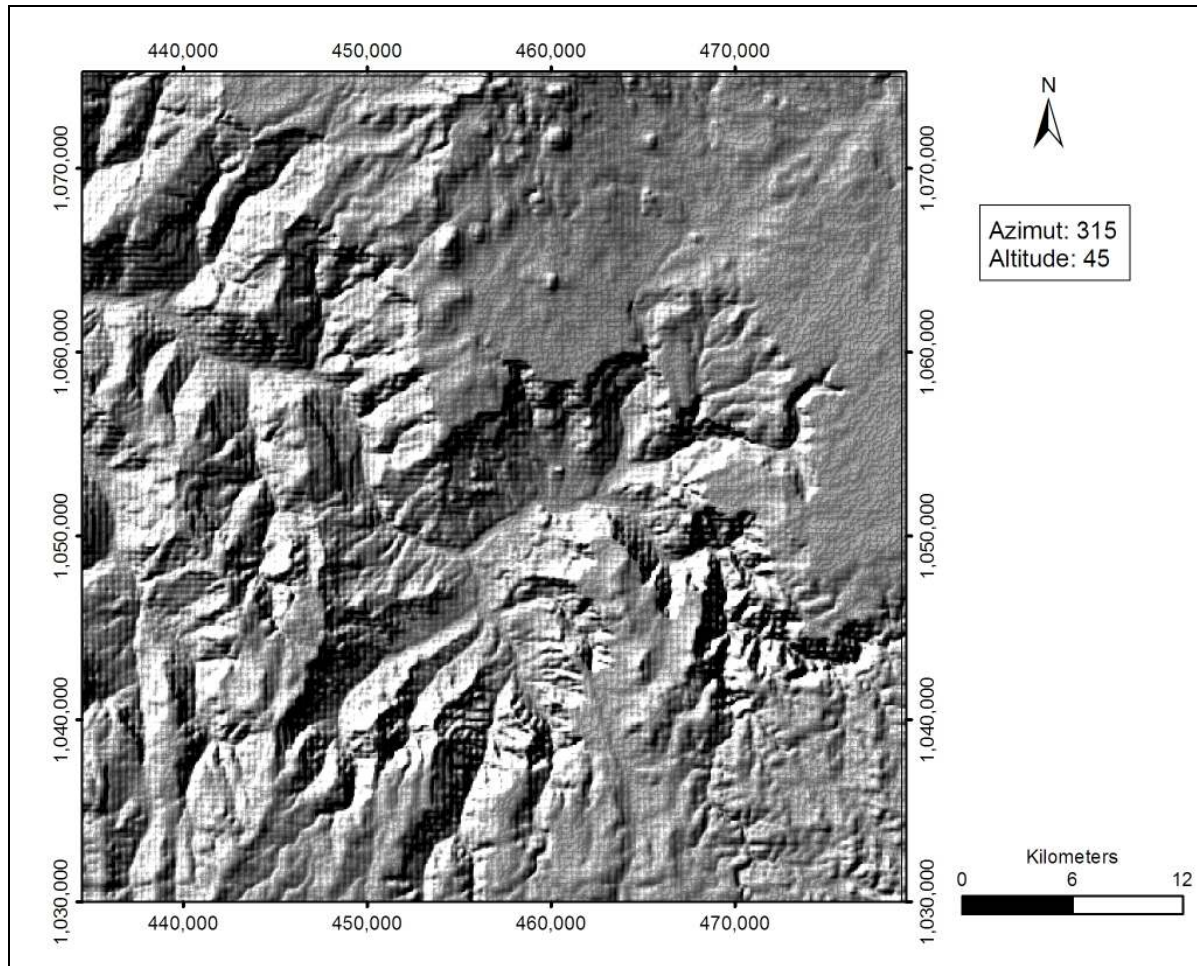 440,000 450,000 460,000 470,000
N
1,070,000 1,070,000
Azimut: 315
Altitude: 45
1,060,000 1,060,000
1,050,000 1,050,000
1,040,000 1,040,000
Kilometers
0 6 12
1,030,000 1,030,000
440,000 450,000 460,000 470,000